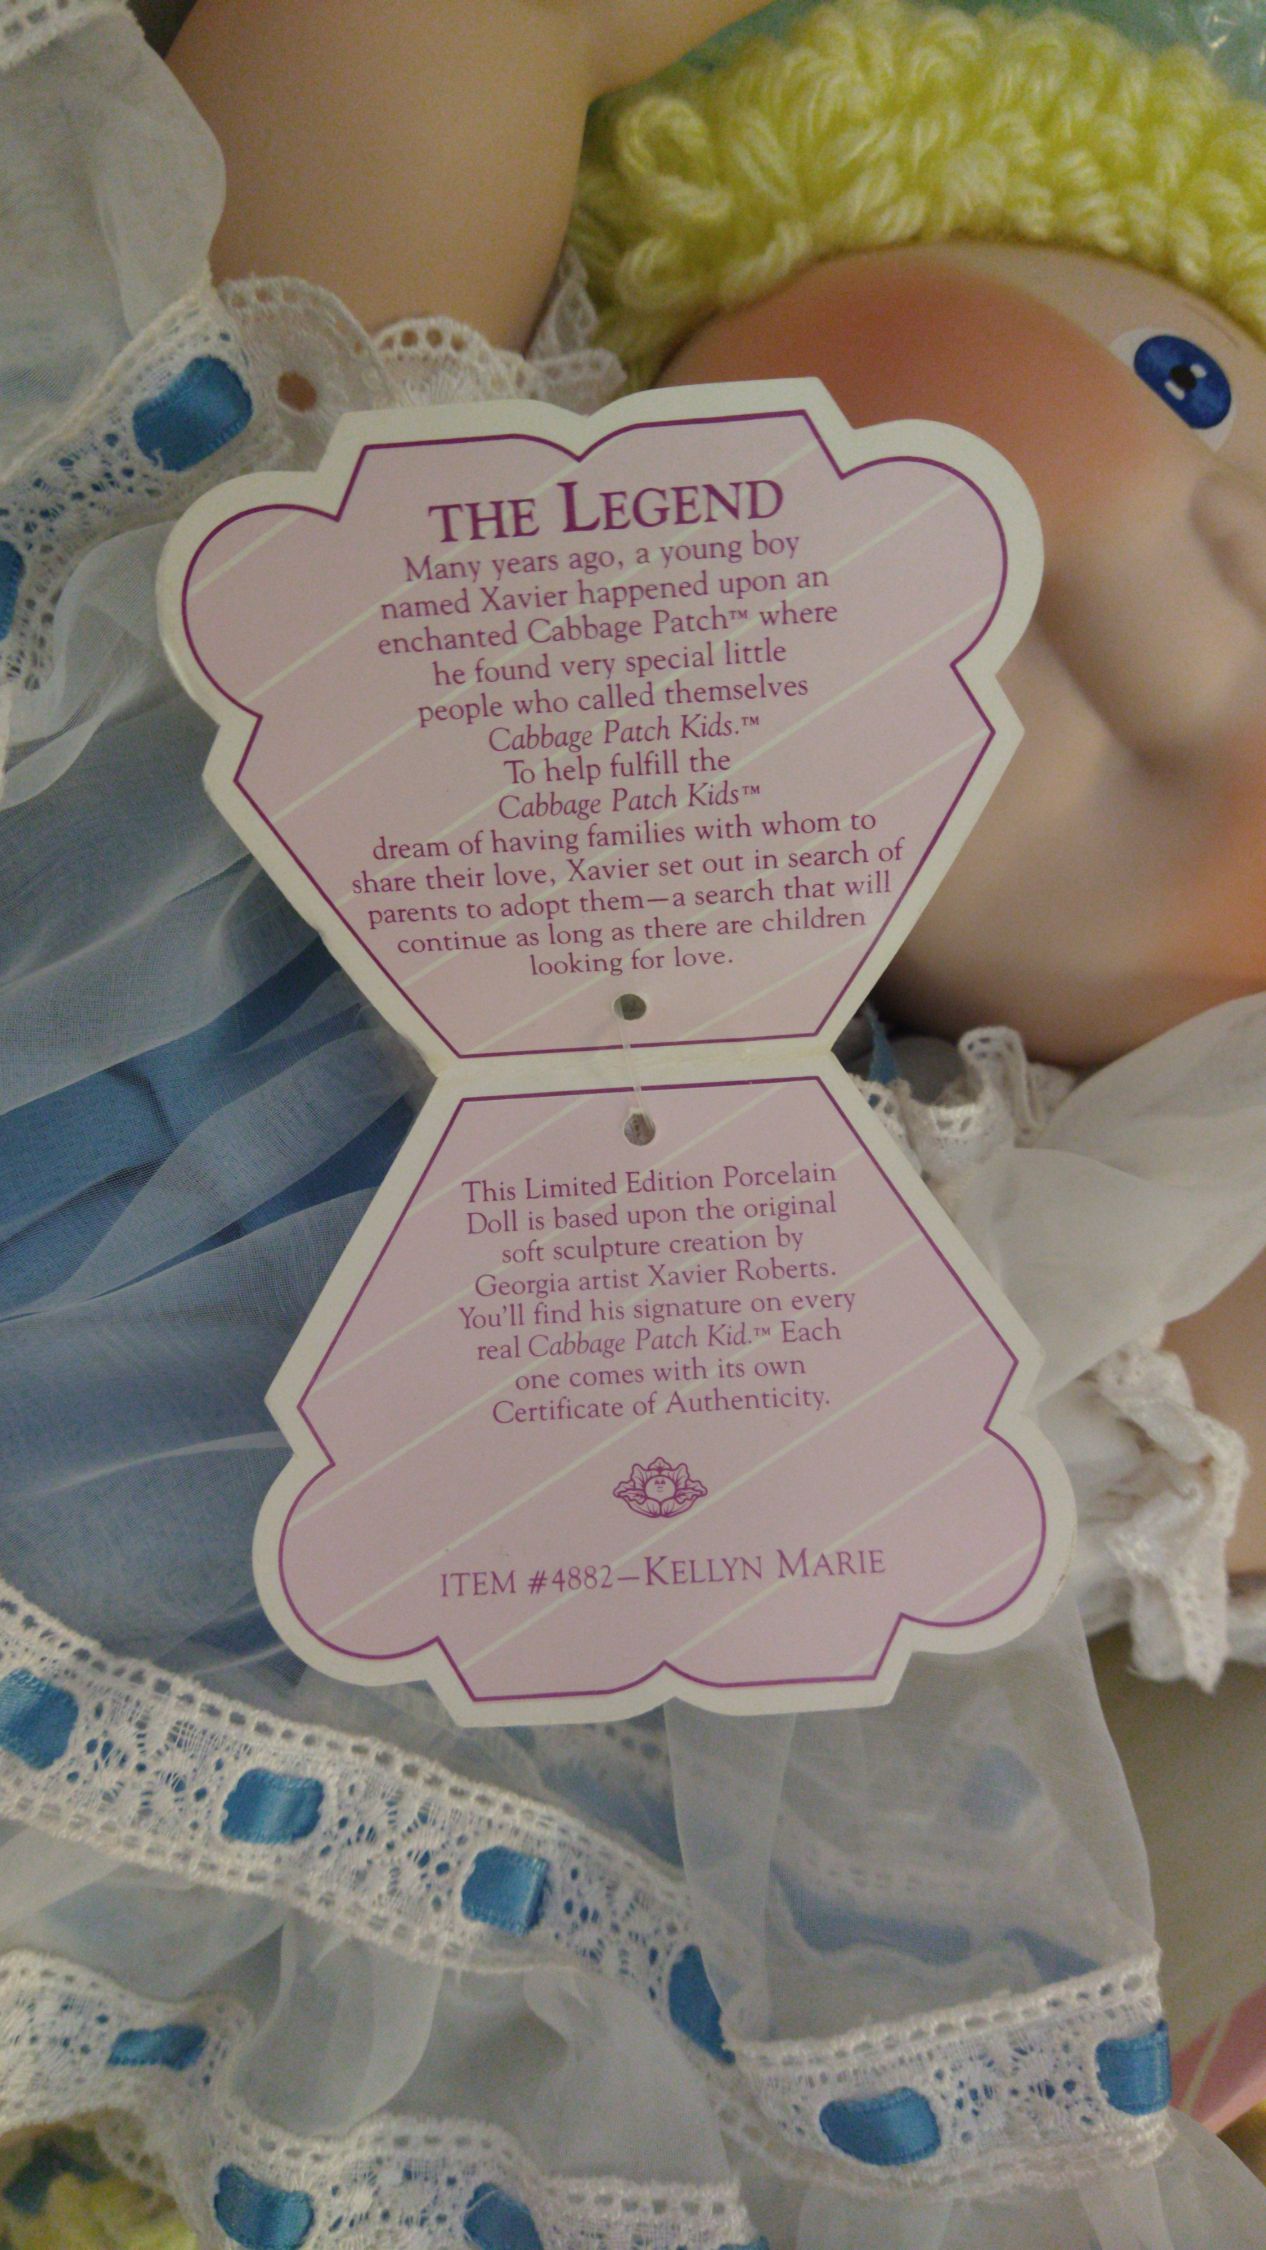 THE LEGEND
Many years ago, a young boy
named Xavier happened upon an
enchanted Cabbage Patch™ where
he found very special little
people who called themselves
Cabbage Patch Kids.™
To help fulfill the
Cabbage Patch Kids™
dream of having families with whom to
share their love, Xavier set out in search of
parents to adopt them—a search that will
continue as long as there are children
looking for love.
This Limited Edition Porcelain
Doll is based upon the original
soft sculpture creation by
Georgia artist Xavier Roberts.
You'll find his signature on every
real Cabbage Patch Kid.™ Each
one comes with its own
Certificate of Authenticity.
ITEM #4882—KELLYN MARIE